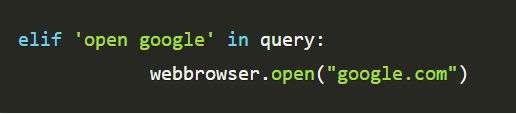 elif 'open google' in query:
webbrowser.open("google.com")